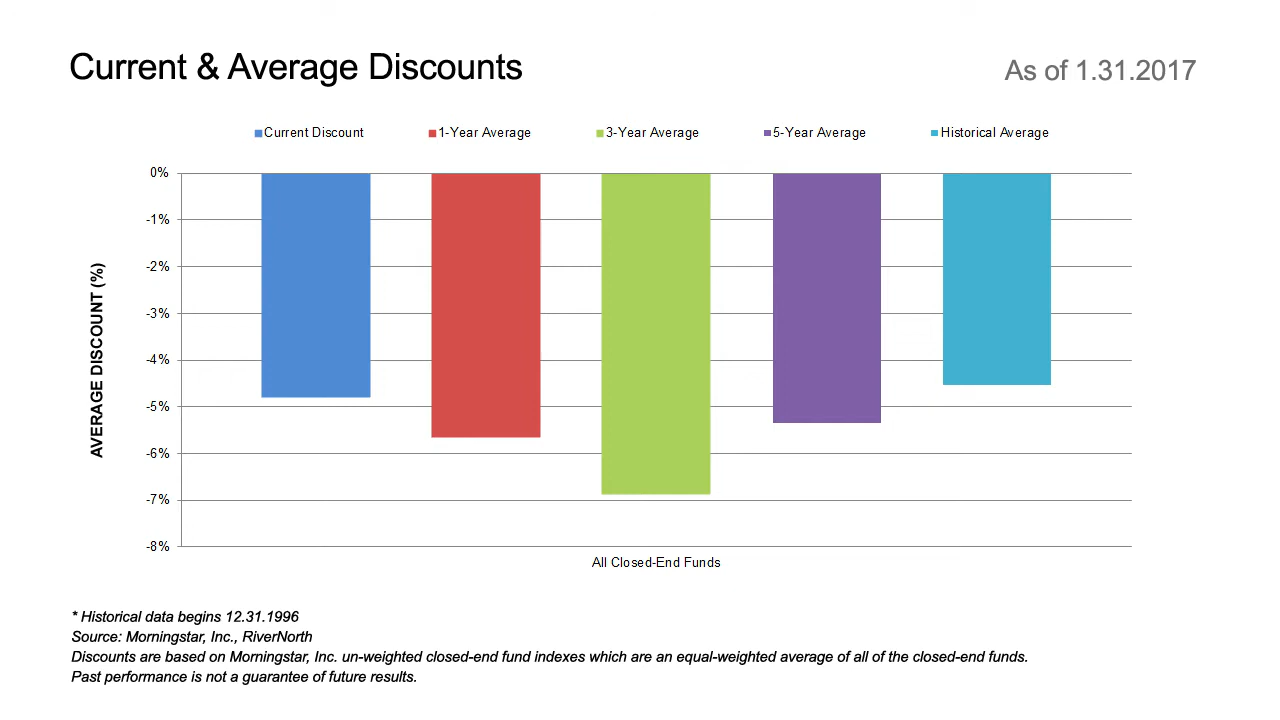 Current & Average Discounts
As of 1.31.2017
Current Discount
1-Year Average
3-Year Average
5-Year Average
Historical Average
0%
-1%
-2%
-3%
-4%
-5%
-6%
-7%
-8%
AVERAGE DISCOUNT (%)
All Closed-End Funds
* Historical data begins 12.31.1996
Source: Morningstar, Inc., RiverNorth
Discounts are based on Morningstar, Inc. un-weighted closed-end fund indexes which are an equal-weighted average of all of the closed-end funds.
Past performance is not a guarantee of future results.